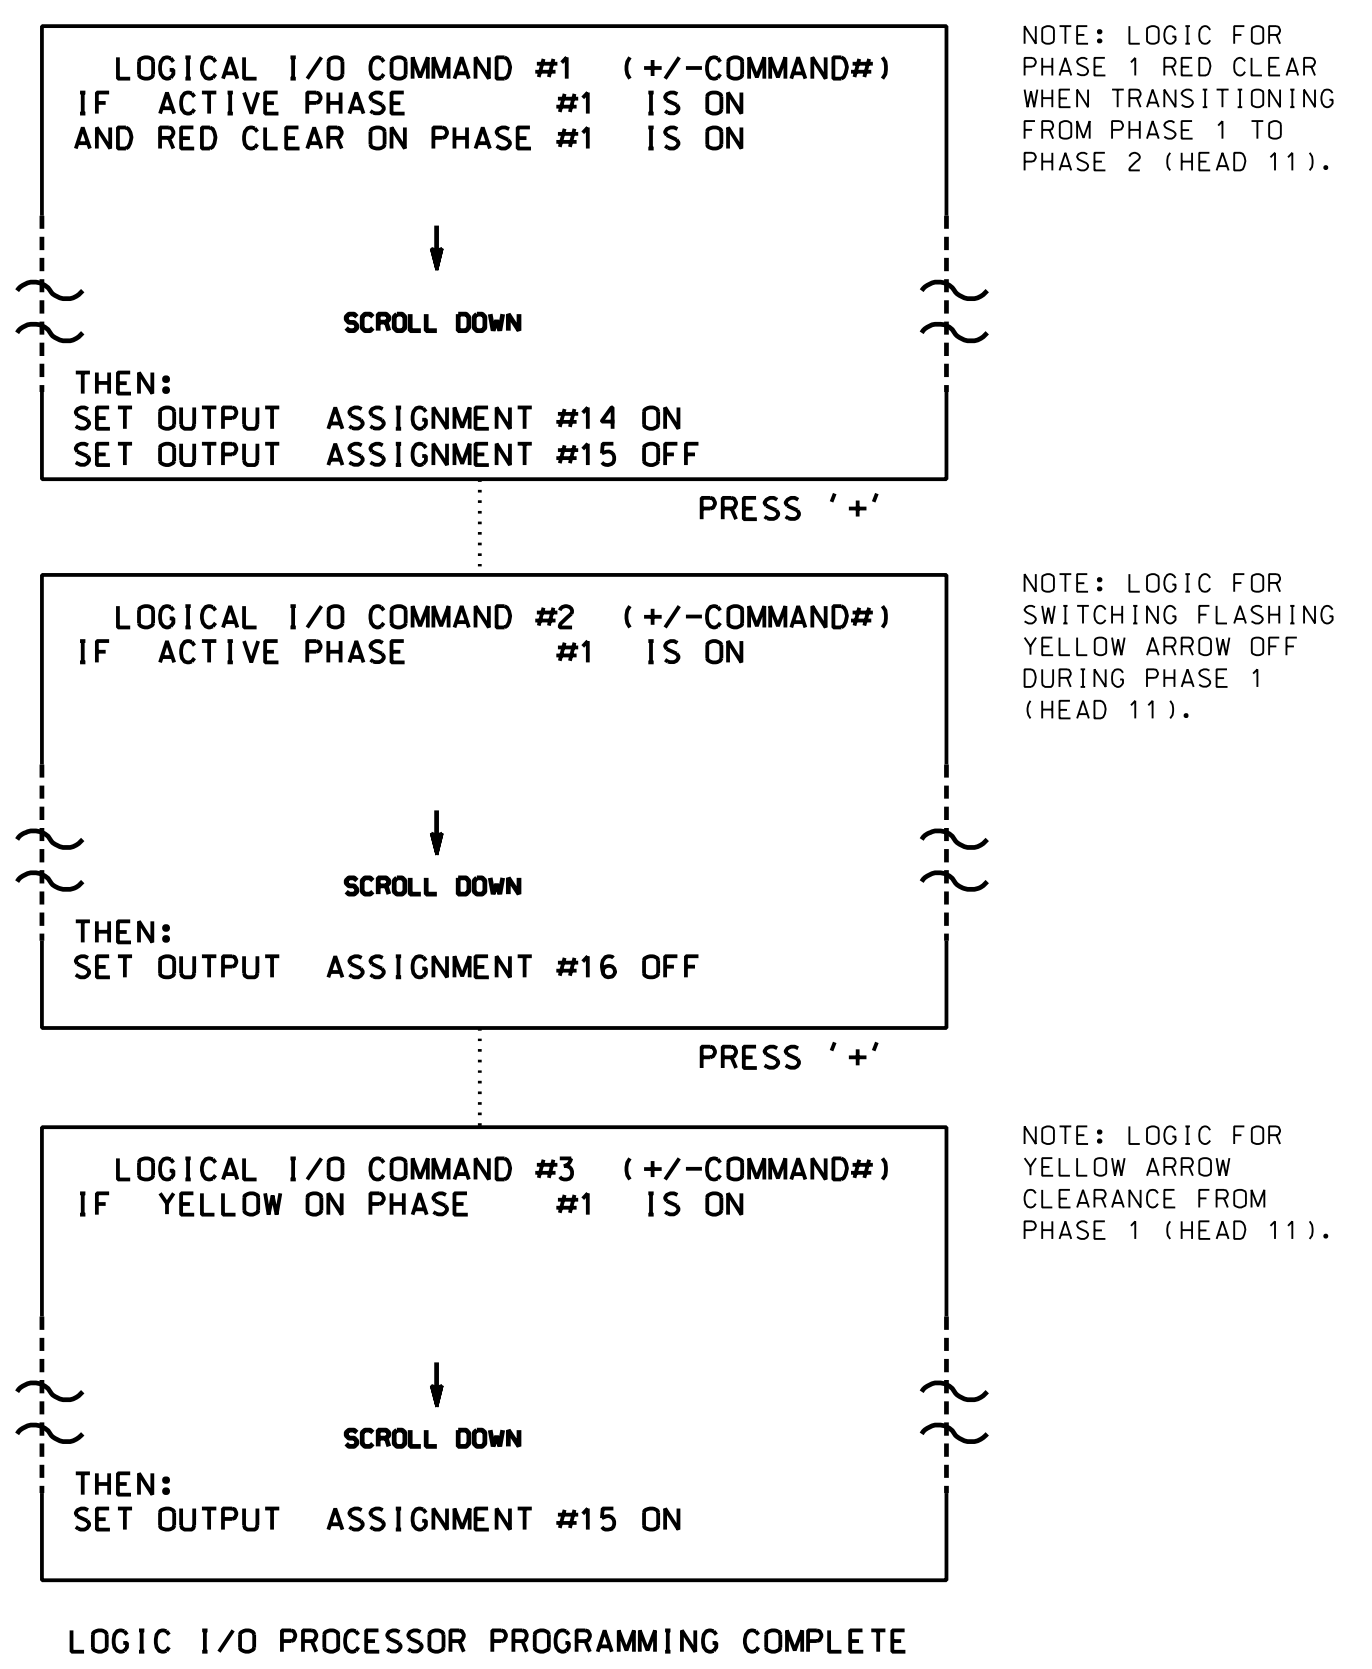 LOGICAL I/O COMMAND #1 (+/-COMMAND#)
IF ACTIVE PHASE #1 IS ON
AND RED CLEAR ON PHASE #1 IS ON
SCROLL DOWN
THEN:
SET OUTPUT ASSIGNMENT #14 ON
SET OUTPUT ASSIGNMENT #15 OFF
NOTE: LOGIC FOR
PHASE 1 RED CLEAR
WHEN TRANSITIONING
FROM PHASE 1 TO
PHASE 2 (HEAD 11).
PRESS '+'
LOGICAL I/O COMMAND #2 (+/-COMMAND#)
IF ACTIVE PHASE #1 IS ON
SCROLL DOWN
THEN:
SET OUTPUT ASSIGNMENT #16 OFF
NOTE: LOGIC FOR
SWITCHING FLASHING
YELLOW ARROW OFF
DURING PHASE 1
(HEAD 11).
PRESS '+'
LOGICAL I/O COMMAND #3 (+/-COMMAND#)
IF YELLOW ON PHASE #1 IS ON
SCROLL DOWN
THEN:
SET OUTPUT ASSIGNMENT #15 ON
NOTE: LOGIC FOR
YELLOW ARROW
CLEARANCE FROM
PHASE 1 (HEAD 11).
LOGIC I/O PROCESSOR PROGRAMMING COMPLETE